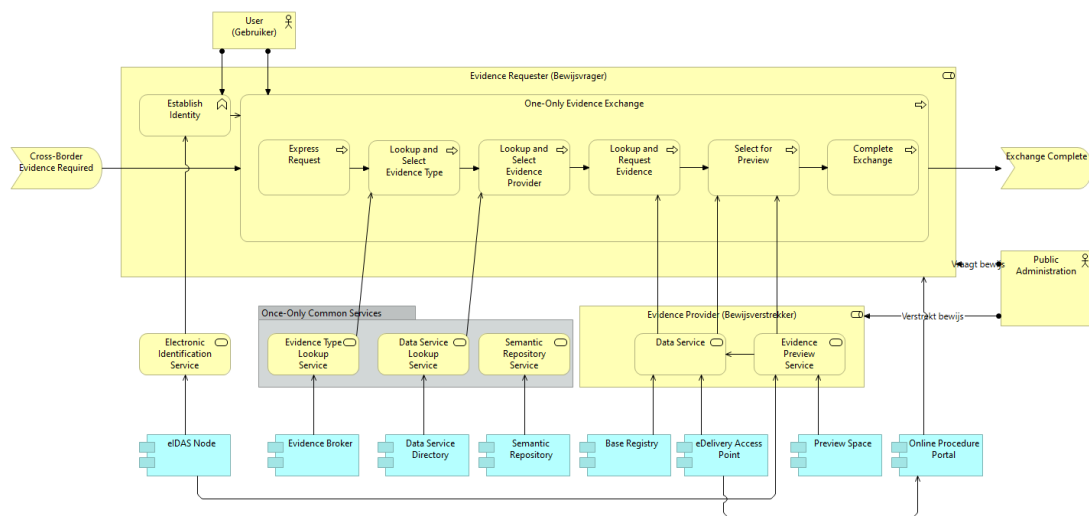 User
(Gebruiker)
Evidence Requester (Bewijsvrager)
Establish
Identity
One-Only Evidence Exchange
Cross-Border
Evidence Required
Express
Request
Lookup and
Select
Evidence Type
Lookup and
Select
Evidence
Provider
Lookup and
Request
Evidence
Select for
Preview
Complete
Exchange
Exchange Complete
Vraagt bewijs
Public
Administration
Once-Only Common Services
Evidence Provider (Bewijsverstrekker)
Verstrekt bewijs
Electronic
Identification
Service
Evidence Type
Lookup
Service
Data Service
Lookup
Service
Semantic
Repository
Service
Data Service
Evidence
Preview
Service
eIDAS Node
Evidence Broker
Data Service
Directory
Semantic
Repository
Base Registry
eDelivery Access
Point
Preview Space
Online Procedure
Portal